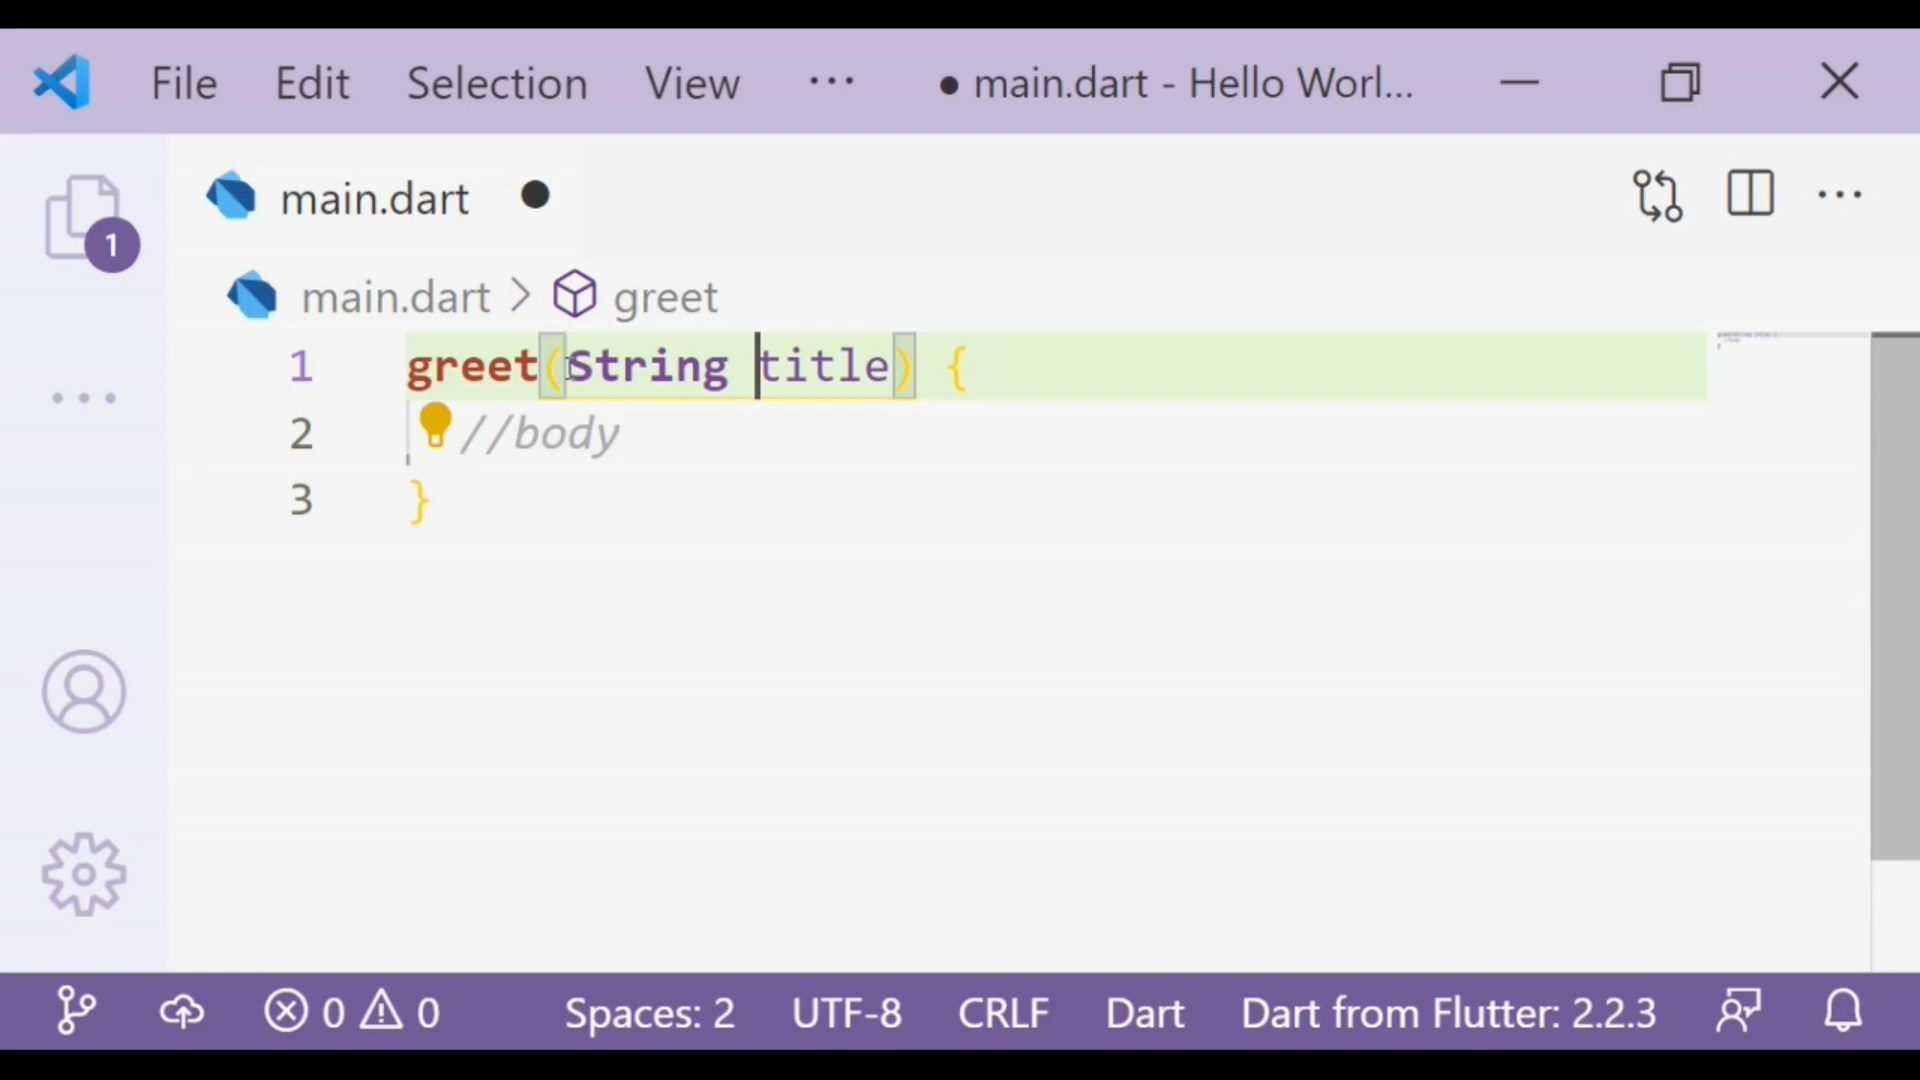 File Edit Selection View ··· ● main.dart - Hello Worl...
main.dart ●
1
main.dart > greet
1 greet(String title) {
2 //body
3 }
0 0 Spaces: 2 UTF-8 CRLF Dart Dart from Flutter: 2.2.3